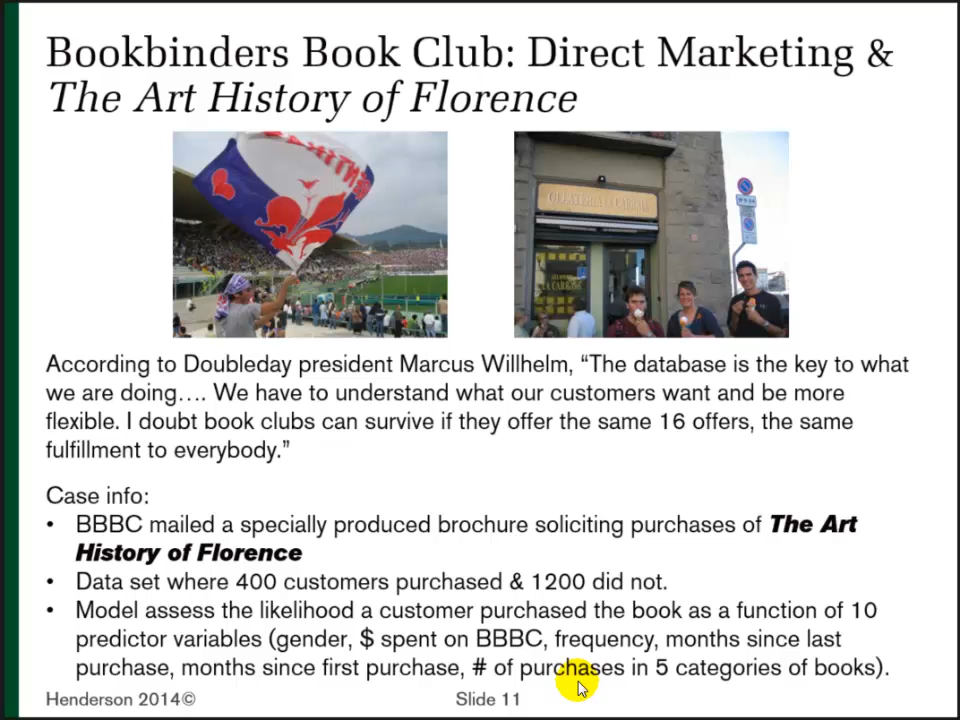 Bookbinders Book Club: Direct Marketing &
The Art History of Florence
According to Doubleday president Marcus Willhelm, “The database is the key to what
we are doing…. We have to understand what our customers want and be more
flexible. I doubt book clubs can survive if they offer the same 16 offers, the same
fulfillment to everybody.”
Case info:
• BBBC mailed a specially produced brochure soliciting purchases of The Art
History of Florence
• Data set where 400 customers purchased & 1200 did not.
• Model assess the likelihood a customer purchased the book as a function of 10
predictor variables (gender, $ spent on BBBC, frequency, months since last
purchase, months since first purchase, # of purchases in 5 categories of books).
Henderson 2014©
Slide 11